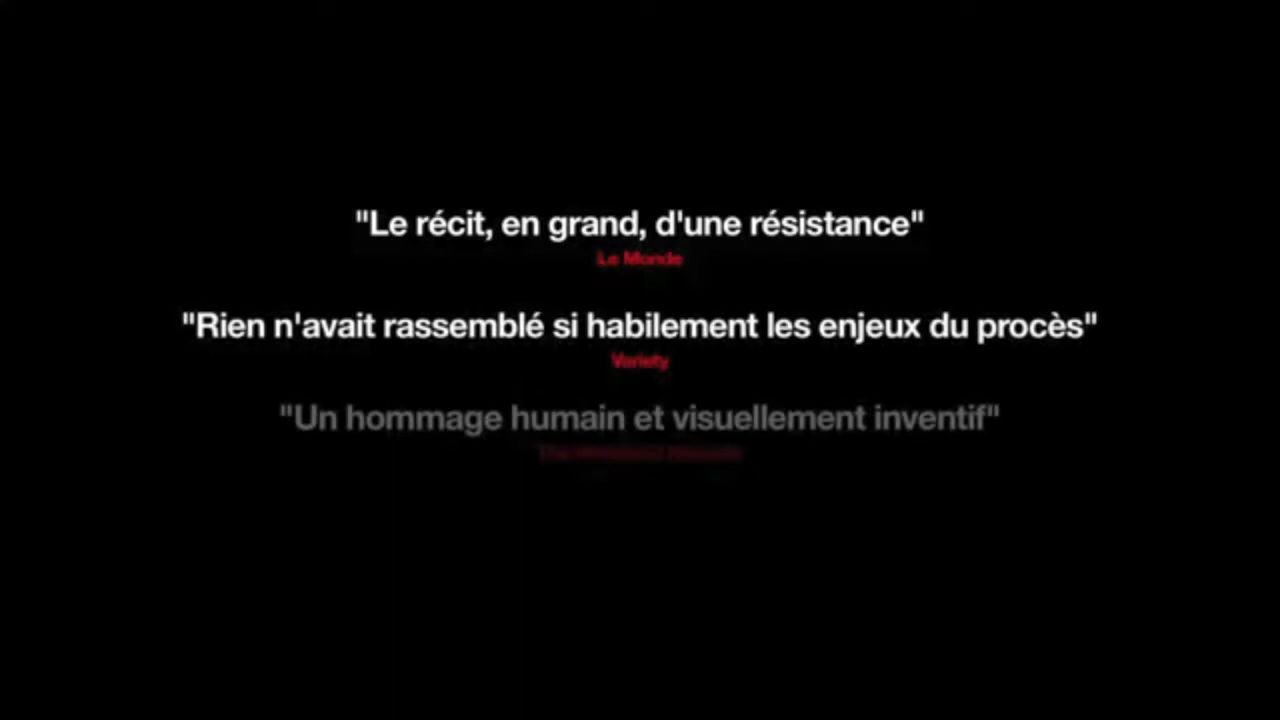 "Le récit, en grand, d'une résistance"
Le Monde
"Rien n'avait rassemblé si habilement les enjeux du procès"
Variety
"Un hommage humain et visuellement inventif"